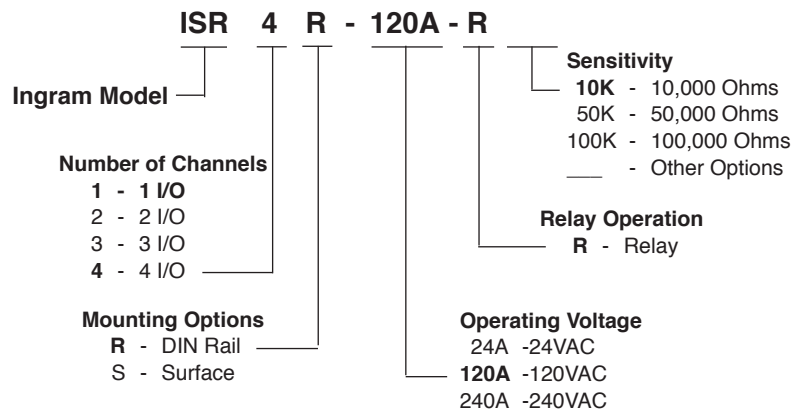 ISR 4 R - 120A - R
Ingram Model
Sensitivity
10K - 10,000 Ohms
50K - 50,000 Ohms
100K - 100,000 Ohms
___ - Other Options
Number of Channels
1 - 1 I/O
2 - 2 I/O
3 - 3 I/O
4 - 4 I/O
Relay Operation
R - Relay
Mounting Options
R - DIN Rail
S - Surface
Operating Voltage
24A -24VAC
120A -120VAC
240A -240VAC